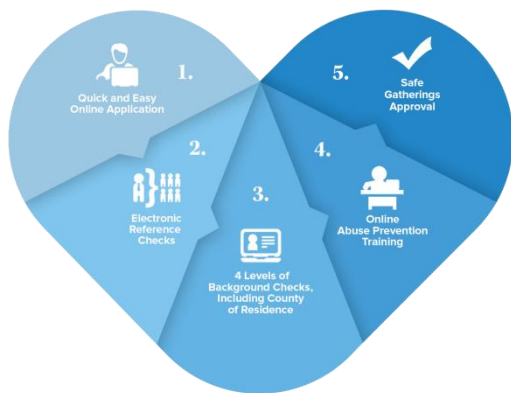 1.
Quick and Easy
Online Application
2.
Electronic
Reference
Checks
3.
4 Levels of
Background Checks,
Including County
of Residence
4.
Online
Abuse Prevention
Training
5.
Safe
Gatherings
Approval